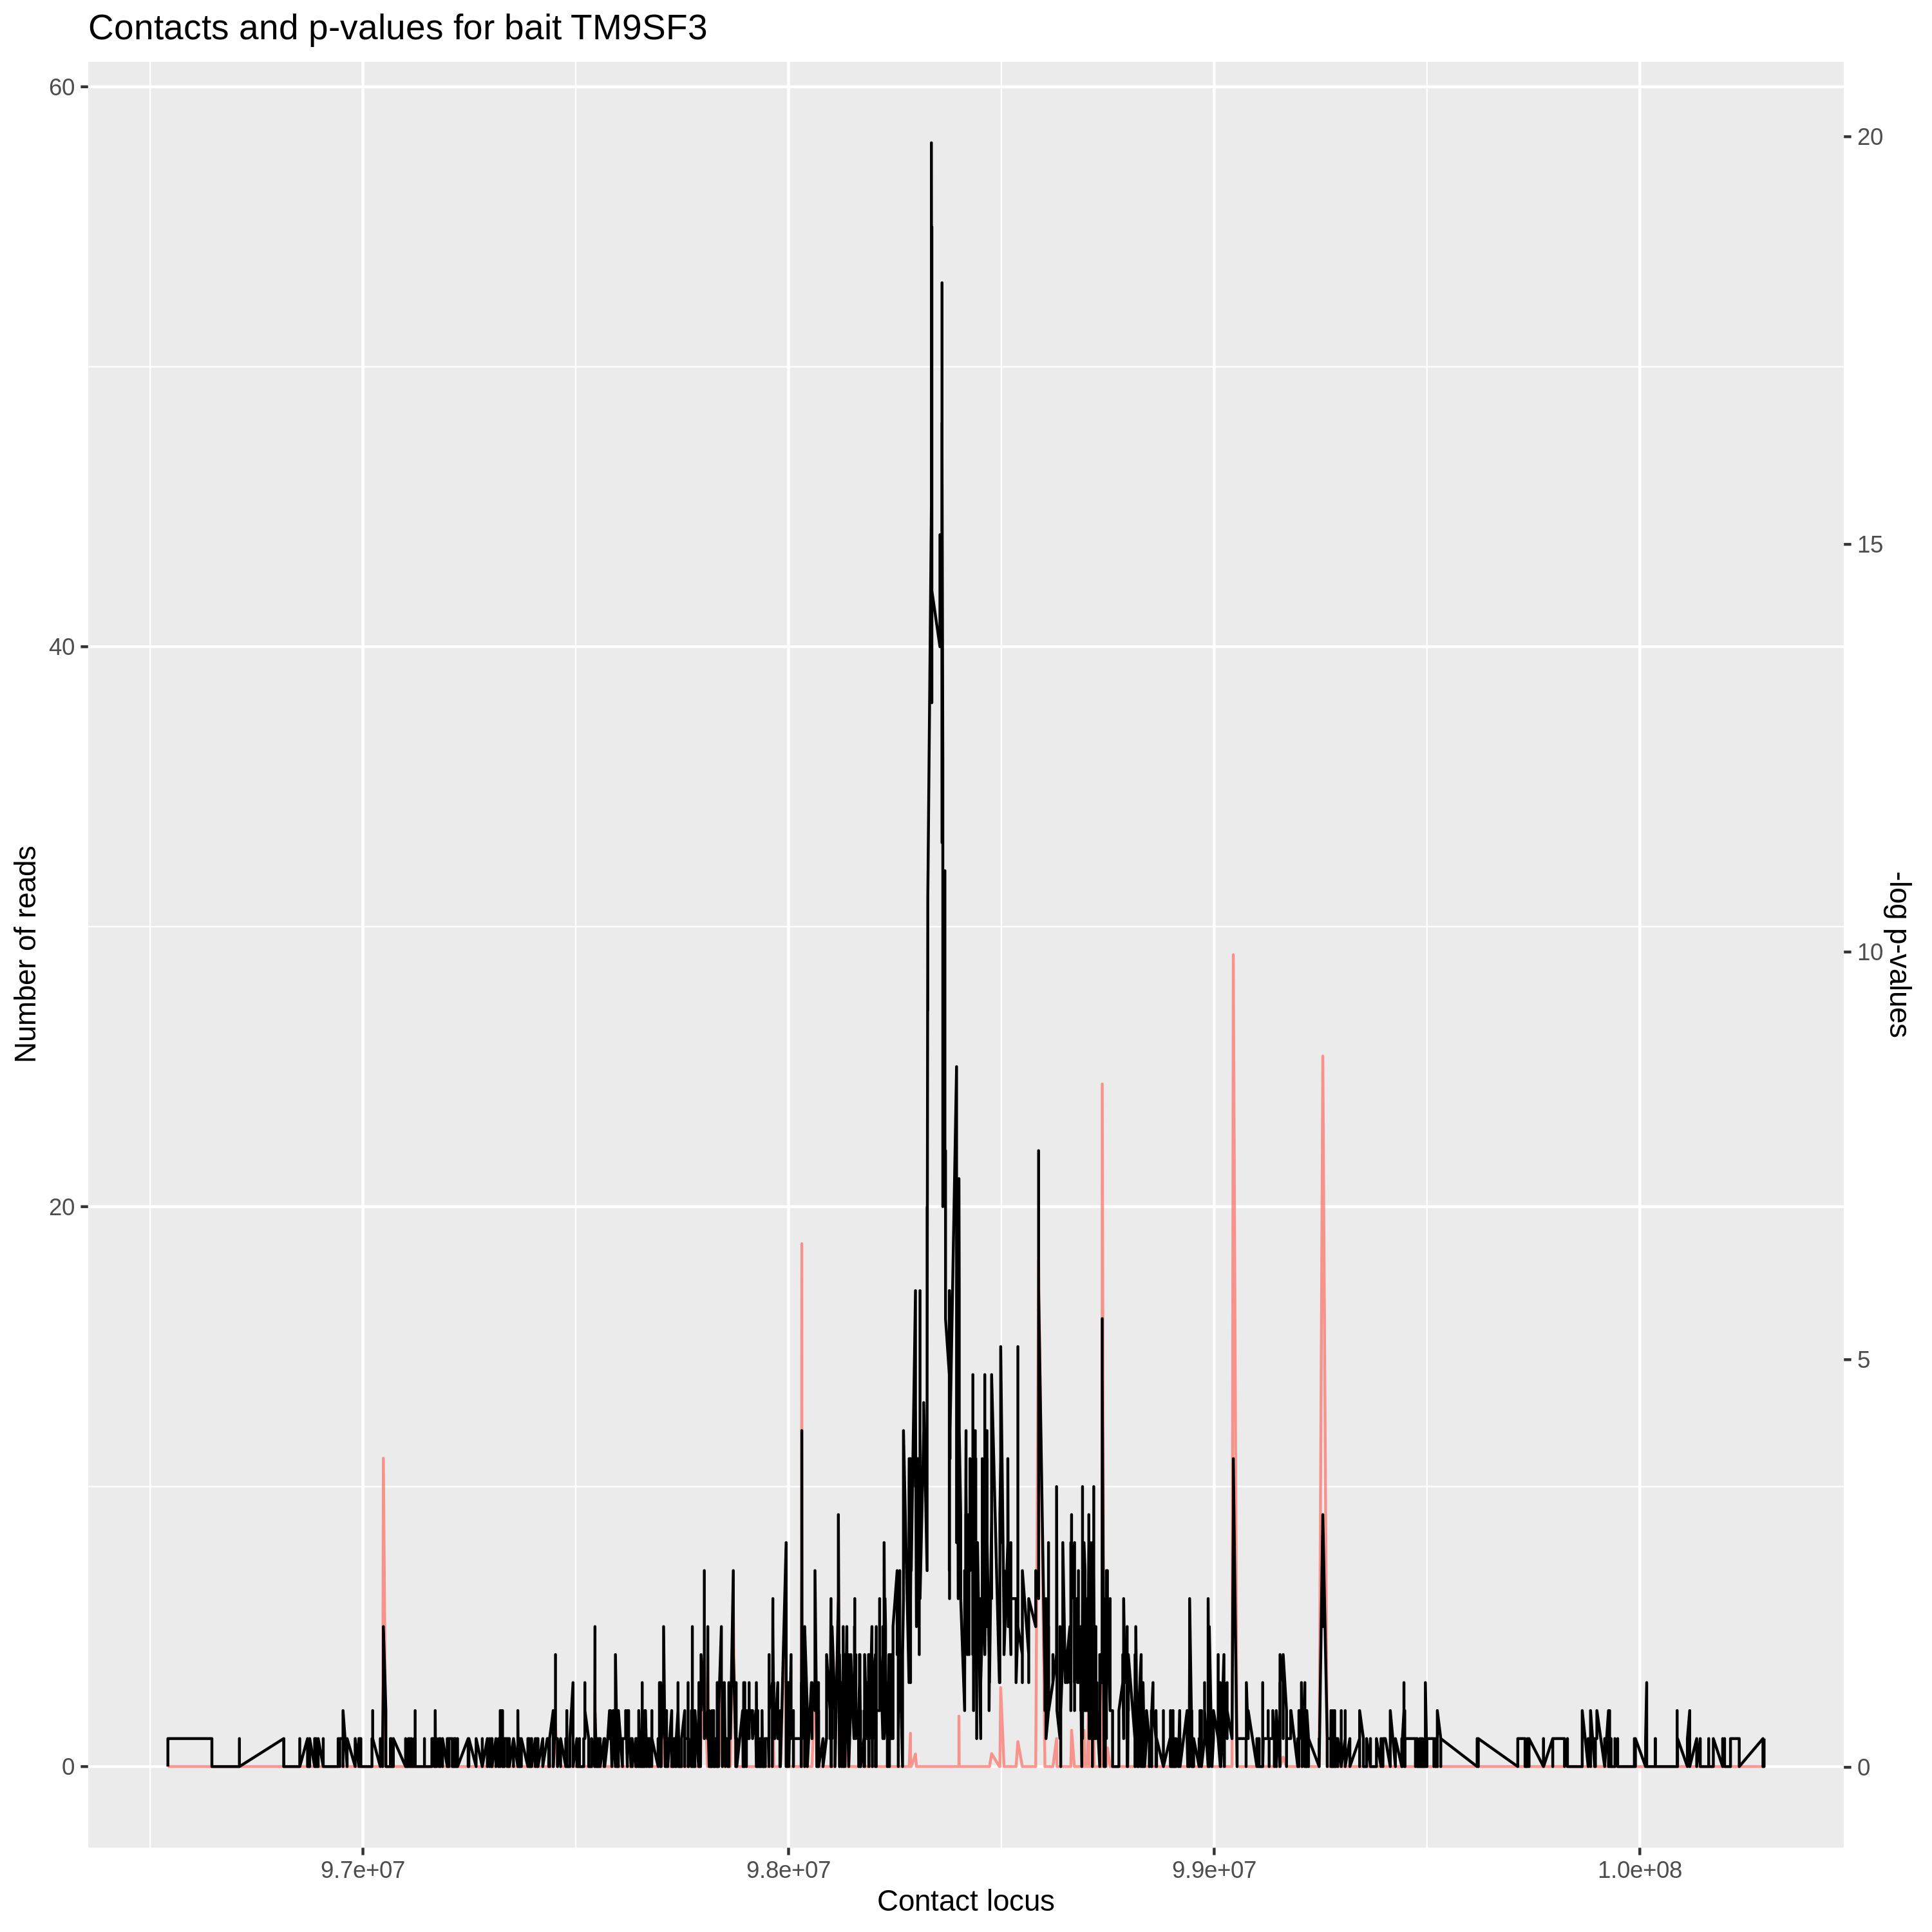 Contacts and p-values for bait TM9SF3
60
40
20
0
Number of reads
20
15
10
5
0
-log p-values
9.7e+07
9.8e+07
9.9e+07
1.0e+08
Contact locus